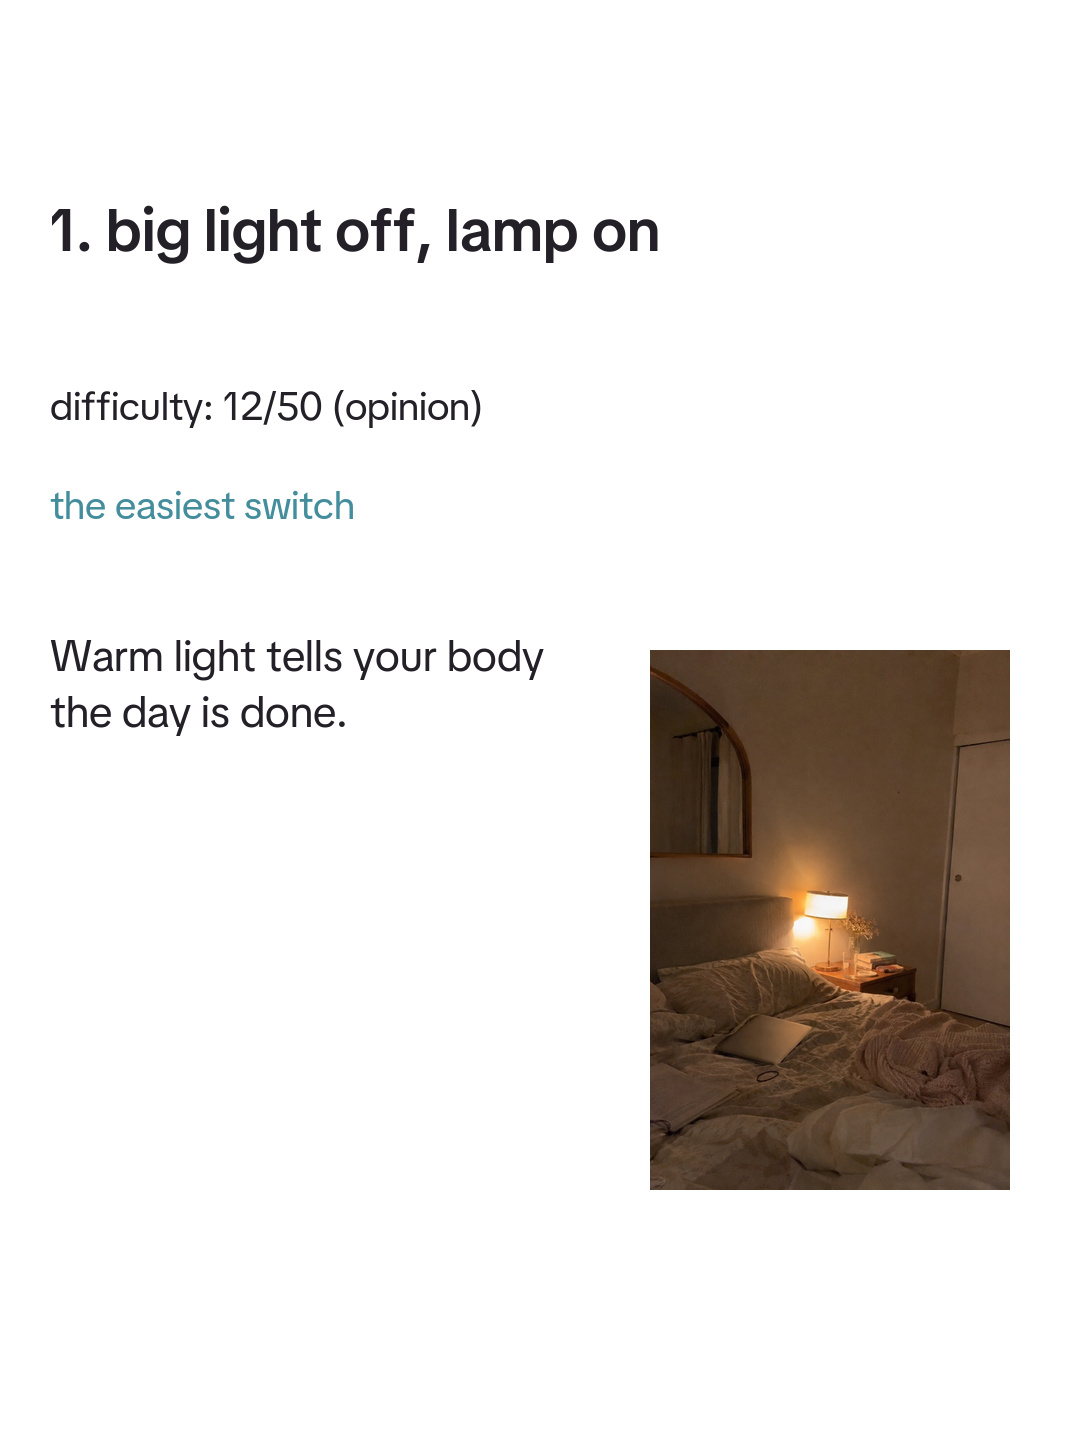 1. big light off, lamp on
difficulty: 12/50 (opinion)
the easiest switch
Warm light tells your body
the day is done.